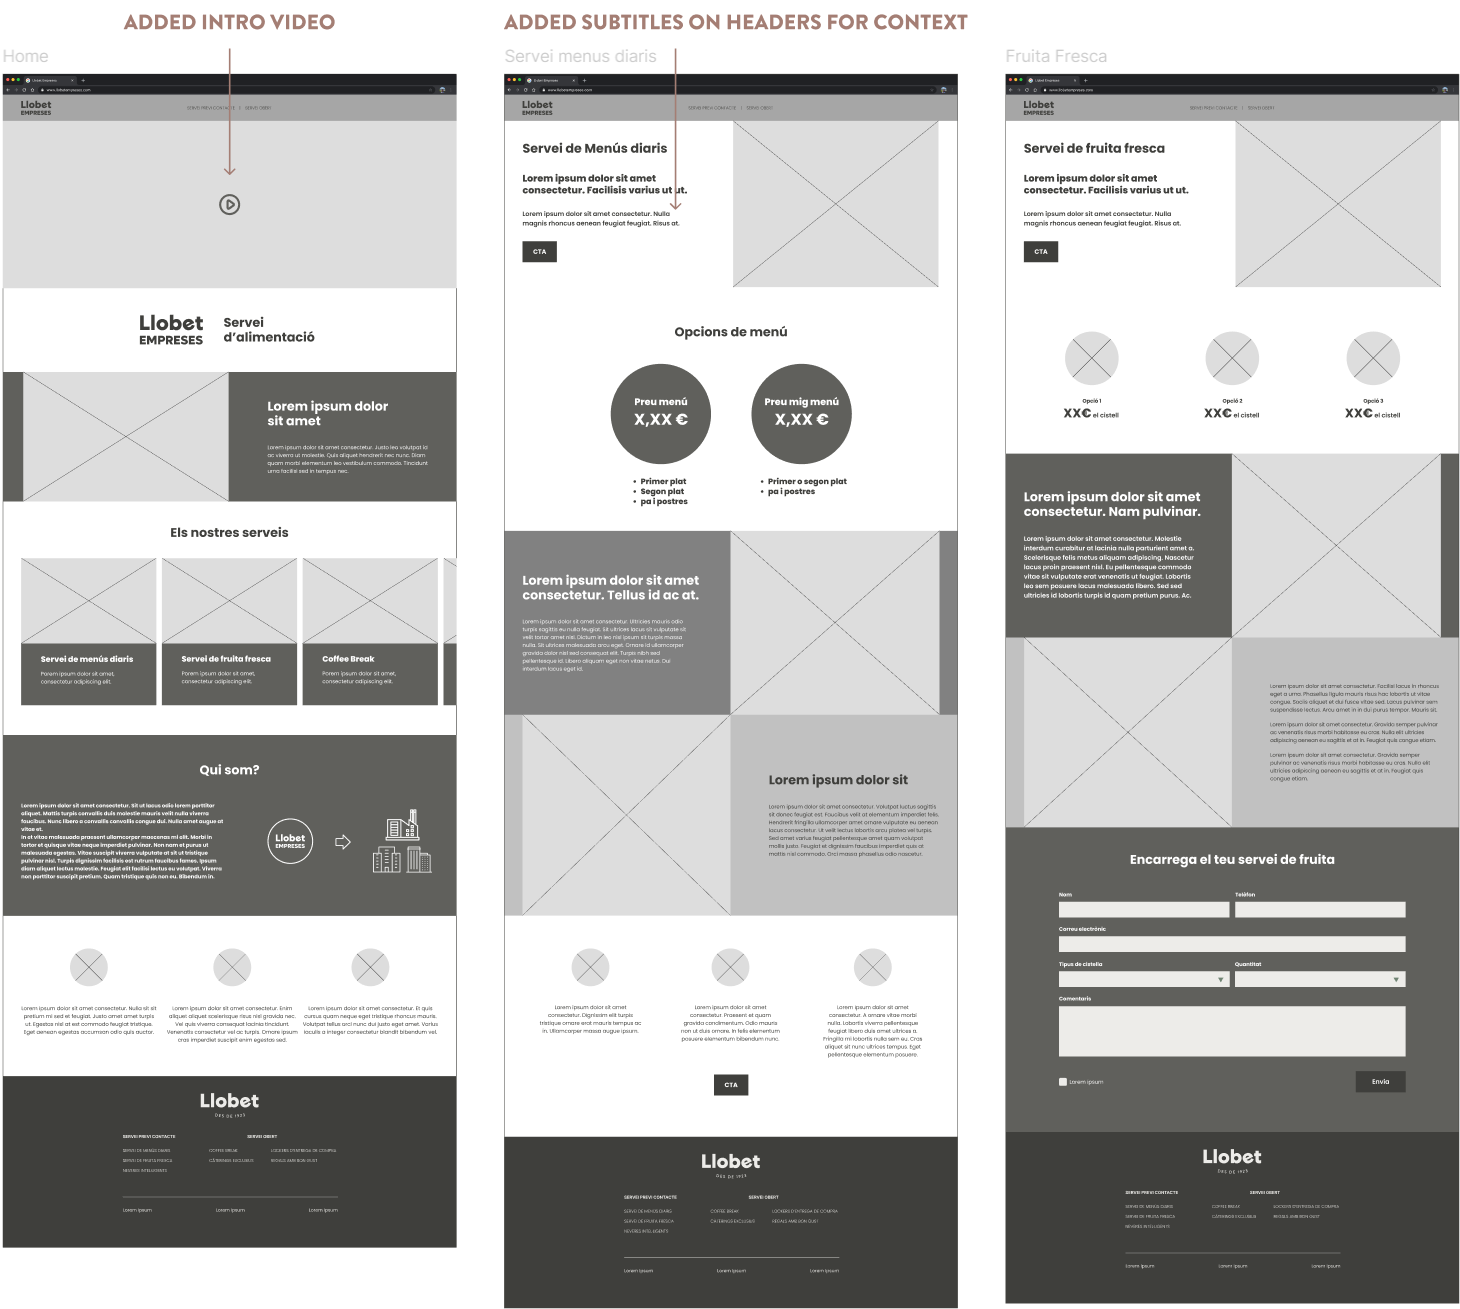 ADDED INTRO VIDEO
ADDED SUBTITLES ON HEADERS FOR CONTEXT
Home
Llobet Empreses
www.llobetempreses.com
Llobet
EMPRESES
SERVEI PREVI CONTACTE | SERVEI OBERT
Llobet
EMPRESES
Servei
d'alimentació
Lorem ipsum dolor
sit amet
Lorem ipsum dolor sit amet consectetur. Justo leo volutpat id
ac viverra ut molestie. Quis aliquet hendrerit nec nunc. Diam
quam morbi elementum leo vestibulum commodo. Tincidunt
urna facilisi sed in tempus nec.
Els nostres serveis
Servei de menús diaris
Porem ipsum dolor sit amet,
consectetur adipiscing elit.
Servei de fruita fresca
Porem ipsum dolor sit amet,
consectetur adipiscing elit.
Coffee Break
Porem ipsum dolor sit amet,
consectetur adipiscing elit.
Qui som?
Lorem ipsum dolor sit amet consectetur. Sit ut lacus odio lorem porttitor
aliquet. Mattis turpis convallis duis molestie mauris velit nulla viverra
faucibus. Nunc libero a convallis convallis congue dui. Nulla amet augue at
vitae et.
In et vitae malesuada praesent ullamcorper maecenas mi elit. Morbi in
tortor et quisque vitae neque imperdiet pulvinar. Non nam et purus ut
malesuada egestas. Vitae suscipit viverra vulputate at sit ut tristique
pulvinar nisl. Turpis dignissim facilisis est rutrum faucibus fames. Ipsum
diam aliquet lectus molestie. Feugiat elit facilisi lectus eu volutpat. Viverra
non porttitor suscipit pretium. Quam tristique quis non eu. Bibendum in.
Llobet
EMPRESES
Lorem ipsum dolor sit amet consectetur. Nulla sit sit
pretium mi sed et feugiat. Justo amet amet turpis
ut. Egestas nisl at est commodo feugiat tristique.
Eget aenean egestas accumsan odio quam.
Lorem ipsum dolor sit amet consectetur. Enim
aliquet aliquet scelerisque risus nisl gravida nec.
Vel quis viverra consequat lacinia tincidunt.
Venenatis consectetur vel ac turpis. Ornare ipsum
cras imperdiet suscipit enim egestas sed.
Lorem ipsum dolor sit amet consectetur. Et quis
cursus quam neque eget tristique rhoncus mauris.
Volutpat tellus orci nunc dui justo eget amet. Varius
iaculis a integer consectetur blandit bibendum vel.
Llobet
DES DE 1923
SERVEI PREVI CONTACTE
SERVEI OBERT
SERVEI DE MENÚS DIARIS
COFFEE BREAK
LOCKERS D'ENTREGA DE COMPRA
SERVEI DE FRUITA FRESCA
CÀTERINGS EXCLUSIUS
REGALS AMB BON GUST
NEVERES INTEL·LIGENTS
Lorem ipsum
Lorem ipsum
Lorem ipsum
Servei menus diaris
Llobet Empreses
www.llobetempreses.com
Llobet
EMPRESES
SERVEI PREVI CONTACTE | SERVEI OBERT
Servei de Menús diaris
Lorem ipsum dolor sit amet
consectetur. Facilisis varius ut ut.
Lorem ipsum dolor sit amet consectetur. Nulla
magnis rhoncus aenean feugiat feugiat. Risus at.
CTA
Opcions de menú
Preu menú
X,XX €
Preu mig menú
X,XX €
• Primer plat
• Segon plat
• pa i postres
• Primer o segon plat
• pa i postres
Lorem ipsum dolor sit amet
consectetur. Tellus id ac at.
Lorem ipsum dolor sit amet consectetur. Ultricies mauris odio
turpis sagittis eu nulla feugiat. Sit ultrices lacus sit vulputate sit
velit tortor amet nisl. Dictum in leo nisl ipsum sit turpis massa
nulla. Sit ultrices malesuada arcu eget. Ornare id ullamcorper
gravida dolor nisl sed consequat elit. Turpis nibh sed
pellentesque id. Libero aliquam eget non vitae netus. Dui
interdum lacus eget id.
Lorem ipsum dolor sit
Lorem ipsum dolor sit amet consectetur. Volutpat luctus sagittis
sit donec feugiat est. Faucibus velit at elementum imperdiet felis.
Hendrerit fringilla ullamcorper amet ornare vulputate eu aenean
lacus consectetur. Ut velit lectus lobortis arcu platea vel turpis.
Sed amet varius feugiat pellentesque amet quam volutpat
mollis justo. Feugiat et dignissim faucibus imperdiet quis at
mattis nisl commodo. Orci massa phasellus odio nascetur.
Lorem ipsum dolor sit amet
consectetur. Dignissim elit turpis
tristique ornare erat mauris tempus ac
in. Ullamcorper massa augue ipsum.
Lorem ipsum dolor sit amet
consectetur. Praesent et quam
gravida condimentum. Odio mauris
non ut duis ornare. In felis elementum
posuere elementum bibendum nunc.
Lorem ipsum dolor sit amet
consectetur. A ornare vitae morbi
nulla. Lobortis viverra pellentesque
feugiat libero duis amet ultrices a.
Fringilla mi lobortis nulla sem eu. Cras
aliquet sit nunc ultrices tempus. Eget
pellentesque elementum posuere.
CTA
Llobet
DES DE 1923
SERVEI PREVI CONTACTE
SERVEI OBERT
SERVEI DE MENÚS DIARIS
COFFEE BREAK
LOCKERS D'ENTREGA DE COMPRA
SERVEI DE FRUITA FRESCA
CÀTERINGS EXCLUSIUS
REGALS AMB BON GUST
NEVERES INTEL·LIGENTS
Lorem ipsum
Lorem ipsum
Lorem ipsum
Fruita Fresca
Llobet Empreses
www.llobetempreses.com
Llobet
EMPRESES
SERVEI PREVI CONTACTE | SERVEI OBERT
Servei de fruita fresca
Lorem ipsum dolor sit amet
consectetur. Facilisis varius ut ut.
Lorem ipsum dolor sit amet consectetur. Nulla
magnis rhoncus aenean feugiat feugiat. Risus at.
CTA
Opció 1
XX€ el cistell
Opció 2
XX€ el cistell
Opció 3
XX€ el cistell
Lorem ipsum dolor sit amet
consectetur. Nam pulvinar.
Lorem ipsum dolor sit amet consectetur. Molestie
interdum curabitur at lacinia nulla parturient amet a.
Scelerisque felis metus aliquam adipiscing. Nascetur
lacus proin praesent nisl. Eu pellentesque commodo
vitae sit vulputate erat venenatis ut feugiat. Lobortis
leo sem posuere lacus malesuada libero. Sed sed
ultricies id lobortis turpis id quam pretium purus. Ac.
Lorem ipsum dolor sit amet consectetur. Facilisi lacus in rhoncus
eget a urna. Phasellus ligula mauris risus hac lobortis ut vitae
congue. Sociis aliquet et dui fusce vitae sed. Lacus pulvinar sem
suspendisse lectus. Arcu amet in in dui purus tempor. Mauris sit.
Lorem ipsum dolor sit amet consectetur. Gravida semper pulvinar
ac venenatis risus morbi habitasse eu cras. Nulla elit ultricies
adipiscing aenean eu sagittis et at in. Feugiat quis congue etiam.
Lorem ipsum dolor sit amet consectetur. Gravida semper
pulvinar ac venenatis risus morbi habitasse eu cras. Nulla elit
ultricies adipiscing aenean eu sagittis et at in. Feugiat quis
congue etiam.
Encarrega el teu servei de fruita
Nom
Telèfon
Correu electrònic
Tipus de cistella
Quantitat
Comentaris
Lorem ipsum
Envia
Llobet
DES DE 1923
SERVEI PREVI CONTACTE
SERVEI OBERT
SERVEI DE MENÚS DIARIS
COFFEE BREAK
LOCKERS D'ENTREGA DE COMPRA
SERVEI DE FRUITA FRESCA
CÀTERINGS EXCLUSIUS
REGALS AMB BON GUST
NEVERES INTEL·LIGENTS
Lorem ipsum
Lorem ipsum
Lorem ipsum